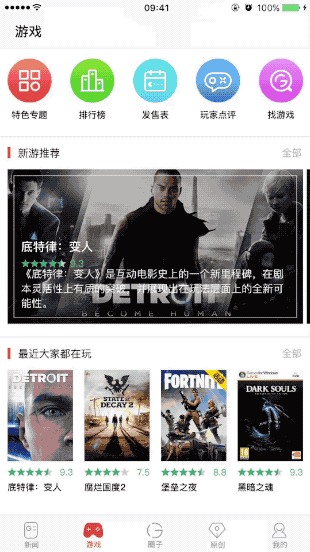 09:41
100%
游戏
特色专题
排行榜
发售表
玩家点评
找游戏
新游推荐
全部
底特律：变人
9.3
《底特律：变人》是互动电影史上的一个新里程碑，在剧
本灵活性上有质的突破，并展现出在玩法层面上的全新可
能性。
DETROIT
BECOME HUMAN
最近大家都在玩
全部
DETROIT
STATE OF
DECAY 2
FORTNITE
DARK SOULS
9.3
7.5
8.8
9.3
底特律：变人
腐烂国度2
堡垒之夜
黑暗之魂
新闻
游戏
圈子
原创
我的